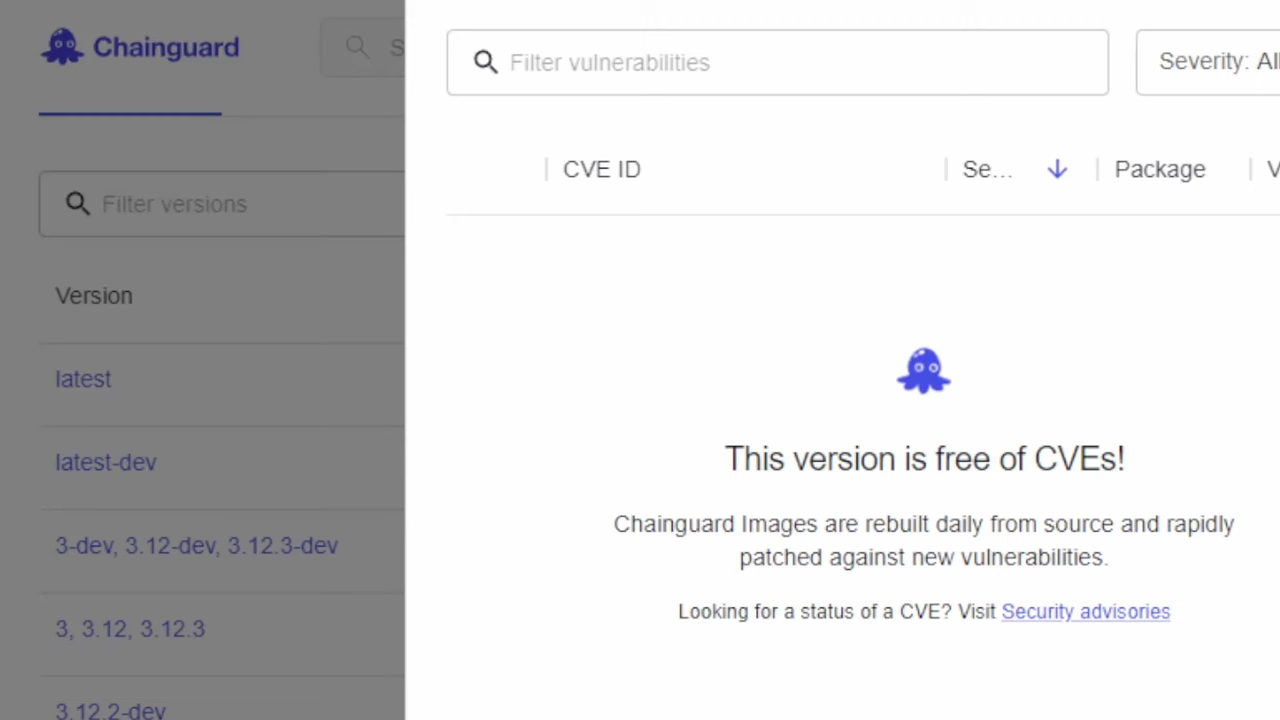 Chainguard
S
Filter versions
Version
latest
latest-dev
3-dev, 3.12-dev, 3.12.3-dev
3, 3.12, 3.12.3
3.12.2-dev
Filter vulnerabilities
Severity: All
CVE ID
Se...
Package
V
This version is free of CVEs!
Chainguard Images are rebuilt daily from source and rapidly
patched against new vulnerabilities.
Looking for a status of a CVE? Visit Security advisories